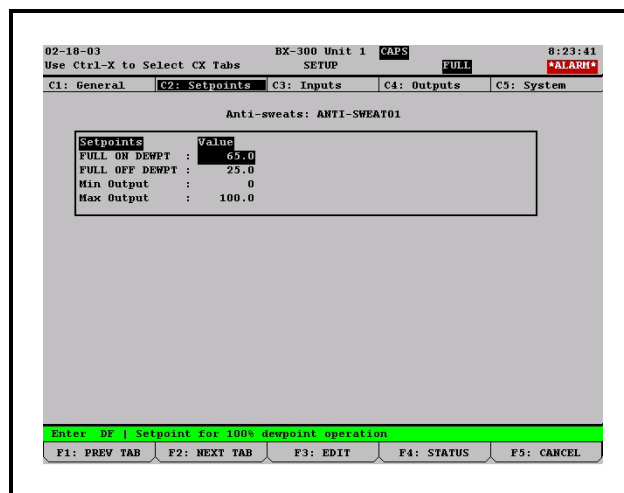 02-18-03 BX-300 Unit 1 CAPS 8:23:41
Use Ctrl-X to Select CX Tabs SETUP FULL *ALARM*
C1: General C2: Setpoints C3: Inputs C4: Outputs C5: System
Anti-sweats: ANTI-SWEAT01
Setpoints Value
FULL ON DEWPT : 65.0
FULL OFF DEWPT : 25.0
Min Output : 0
Max Output : 100.0
Enter DF | Setpoint for 100% dewpoint operation
F1: PREV TAB F2: NEXT TAB F3: EDIT F4: STATUS F5: CANCEL